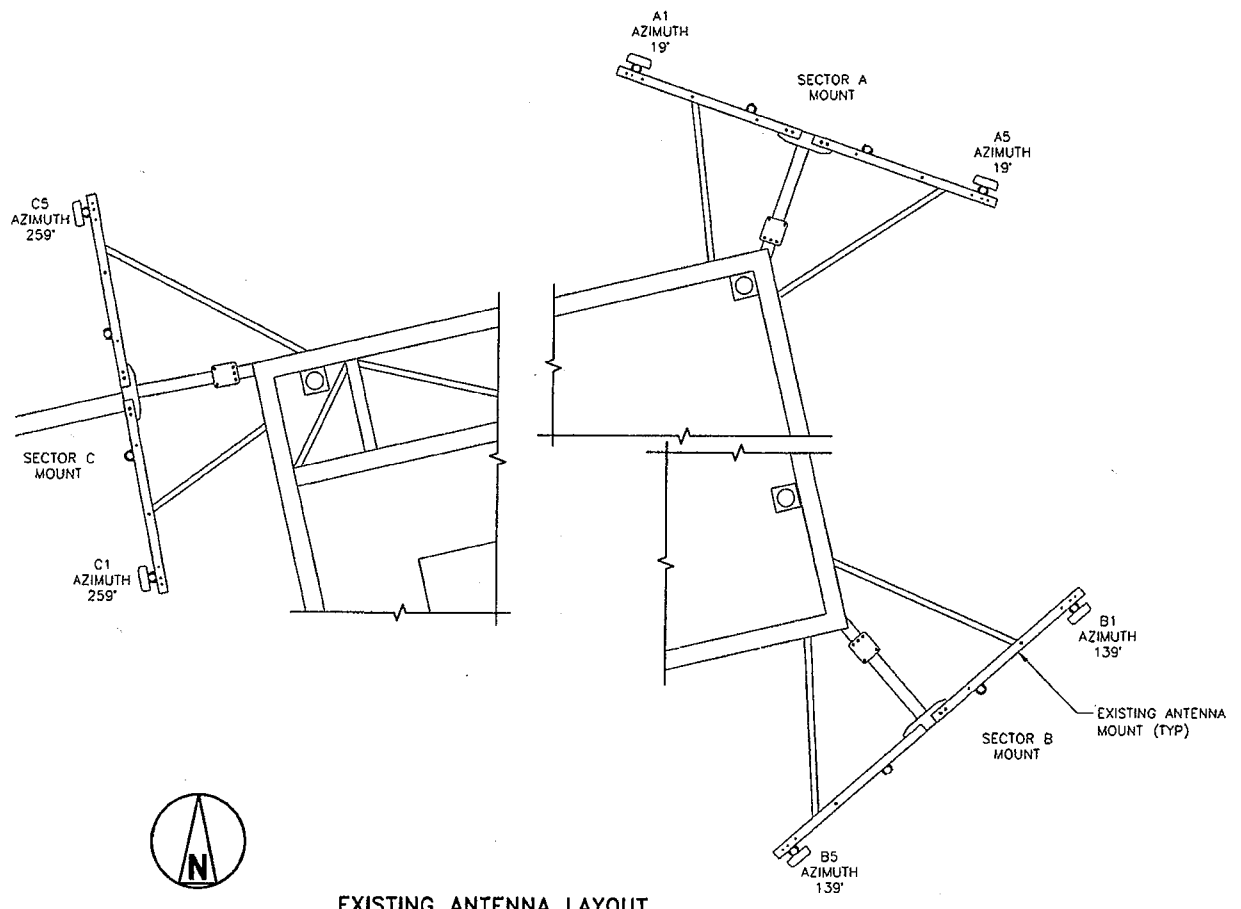 A1
AZIMUTH
19°
SECTOR A
MOUNT
A5
AZIMUTH
19°
C5
AZIMUTH
259°
SECTOR C
MOUNT
C1
AZIMUTH
259°
B1
AZIMUTH
139°
EXISTING ANTENNA
MOUNT (TYP)
SECTOR B
MOUNT
B5
AZIMUTH
139°
N
EXISTING ANTENNA LAYOUT